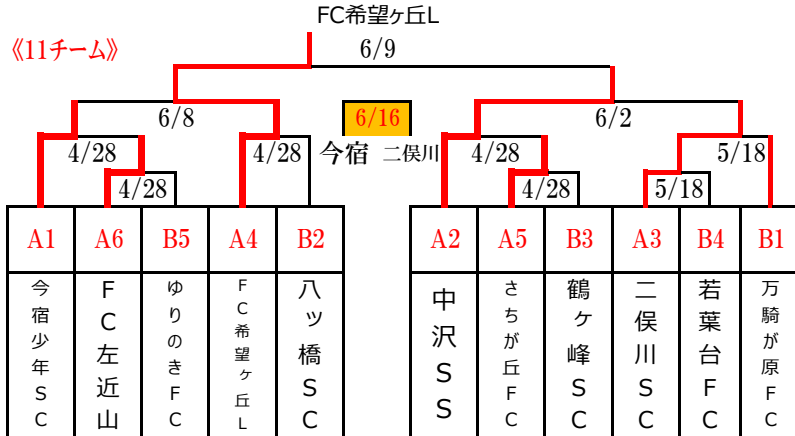 FC希望ヶ丘L
《11チーム》
6/9
6/8
6/16
6/2
4/28
4/28
今宿
二俣川
4/28
5/18
4/28
4/28
5/18
A1
A6
B5
A4
B2
A2
A5
B3
A3
B4
B1
今宿少年SC
FC左近山
ゆりのきFC
FC希望ヶ丘L
八ッ橋SC
中沢SS
さちが丘FC
鶴ヶ峰SC
二俣川SC
若葉台FC
万騎が原FC